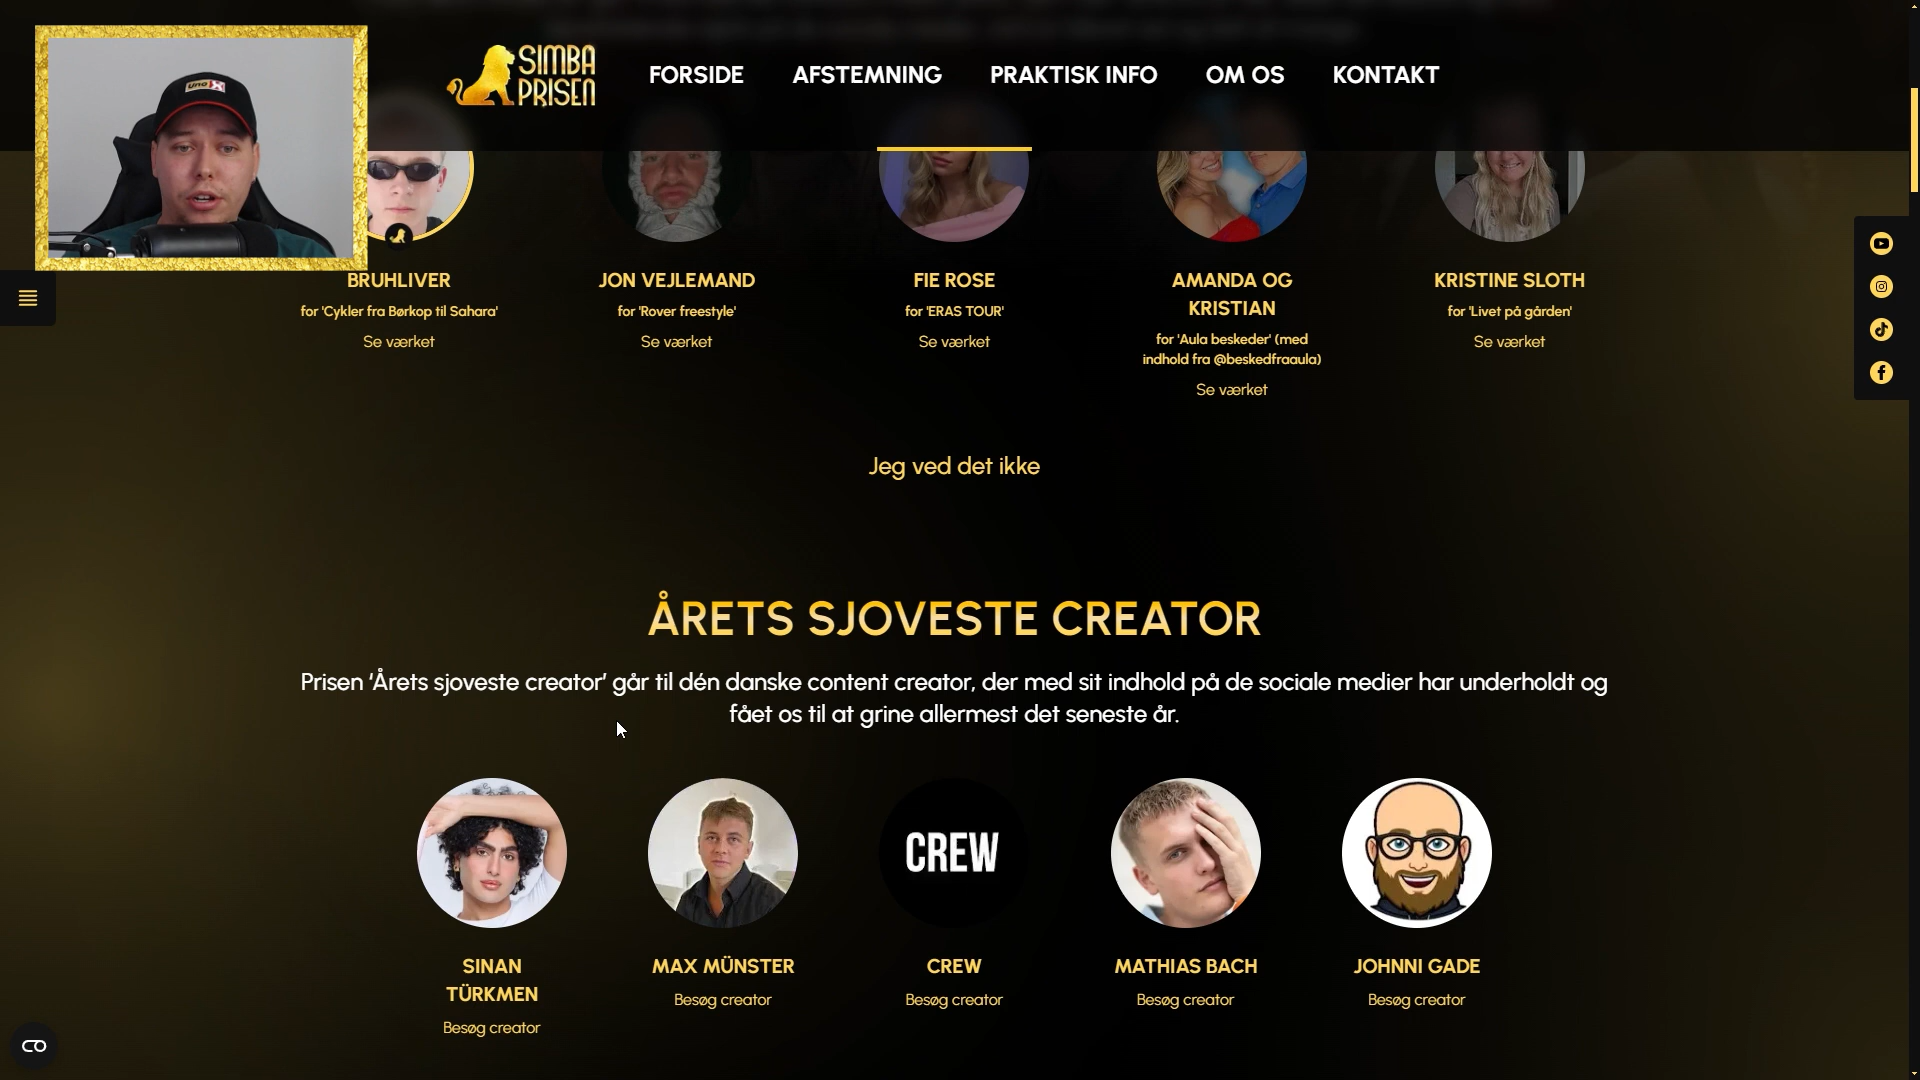 SIMBA
PRISEN
FORSIDE
AFSTEMNING
PRAKTISK INFO
OM OS
KONTAKT
Uno X
BRUHLIVER
for 'Cykler fra Børkop til Sahara'
Se værket
JON VEJLEMAND
for 'Rover freestyle'
Se værket
FIE ROSE
for 'ERAS TOUR'
Se værket
AMANDA OG
KRISTIAN
for 'Aula beskeder' (med
indhold fra @beskedfraaula)
Se værket
KRISTINE SLOTH
for 'Livet på gården'
Se værket
Jeg ved det ikke
ÅRETS SJOVESTE CREATOR
Prisen ‘Årets sjoveste creator’ går til dén danske content creator, der med sit indhold på de sociale medier har underholdt og
fået os til at grine allermest det seneste år.
SINAN
TÜRKMEN
Besøg creator
MAX MÜNSTER
Besøg creator
CREW
CREW
Besøg creator
MATHIAS BACH
Besøg creator
JOHNNI GADE
Besøg creator